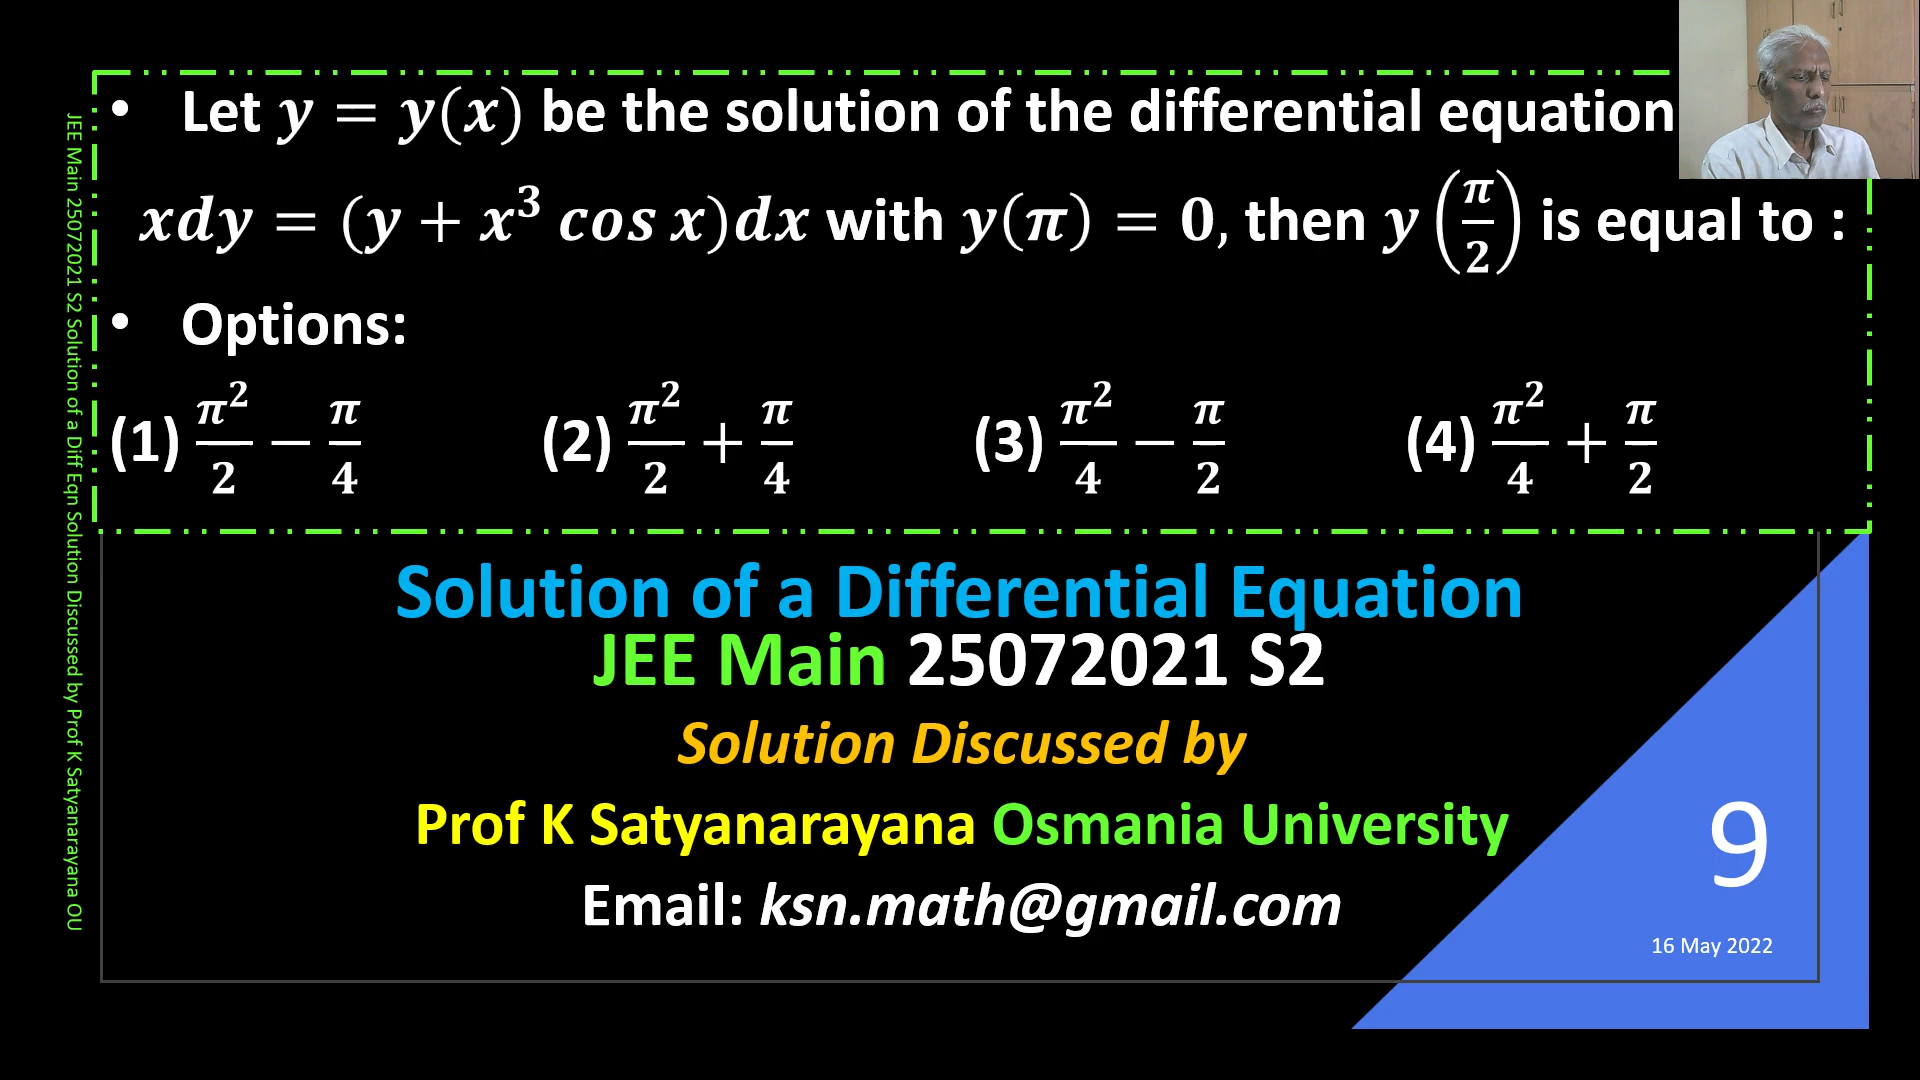 • Let y = y(x) be the solution of the differential equation
xdy = (y + x³ cos x)dx with y(π) = 0, then y(π/2) is equal to :
• Options:
(1) π²/2 − π/4 (2) π²/2 + π/4 (3) π²/4 − π/2 (4) π²/4 + π/2
Solution of a Differential Equation
JEE Main 25072021 S2
Solution Discussed by
Prof K Satyanarayana Osmania University
Email: ksn.math@gmail.com
9
16 May 2022
JEE Main 25072021 S2 Solution of a Diff Eqn Solution Discussed by Prof K Satyanarayana OU